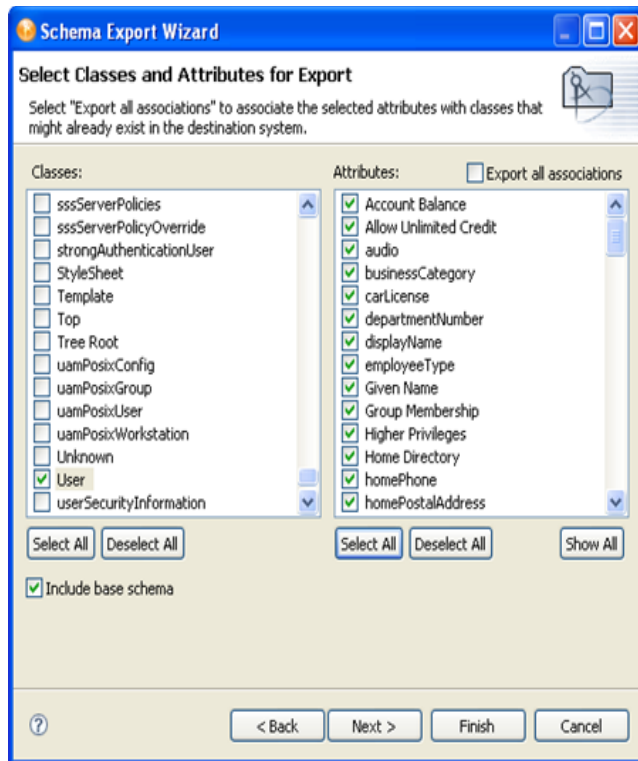 Schema Export Wizard
Select Classes and Attributes for Export
Select "Export all associations" to associate the selected attributes with classes that
might already exist in the destination system.
Classes:
sssServerPolicies
sssServerPolicyOverride
strongAuthenticationUser
StyleSheet
Template
Top
Tree Root
uamPosixConfig
uamPosixGroup
uamPosixUser
uamPosixWorkstation
Unknown
User
userSecurityInformation
Select All
Deselect All
Include base schema
Attributes:
Export all associations
Account Balance
Allow Unlimited Credit
audio
businessCategory
carLicense
departmentNumber
displayName
employeeType
Given Name
Group Membership
Higher Privileges
Home Directory
homePhone
homePostalAddress
Select All
Deselect All
Show All
?
< Back
Next >
Finish
Cancel